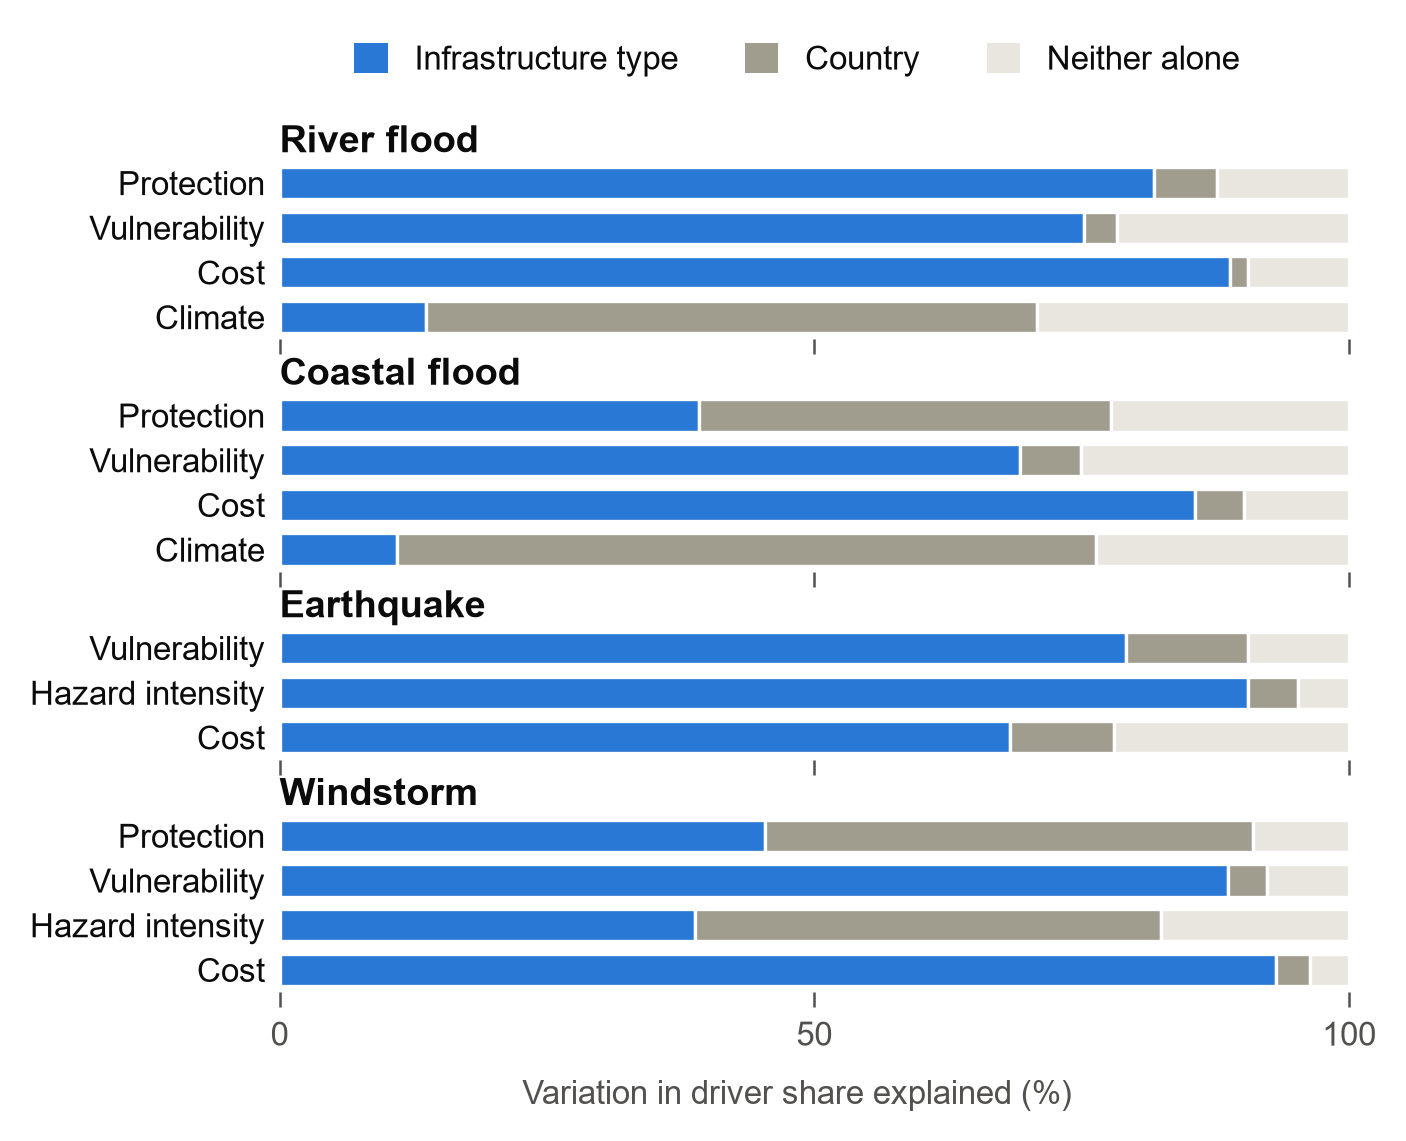 Infrastructure type Country Neither alone
River flood
Protection
Vulnerability
Cost
Climate
Coastal flood
Protection
Vulnerability
Cost
Climate
Earthquake
Vulnerability
Hazard intensity
Cost
Windstorm
Protection
Vulnerability
Hazard intensity
Cost
0 50 100
Variation in driver share explained (%)